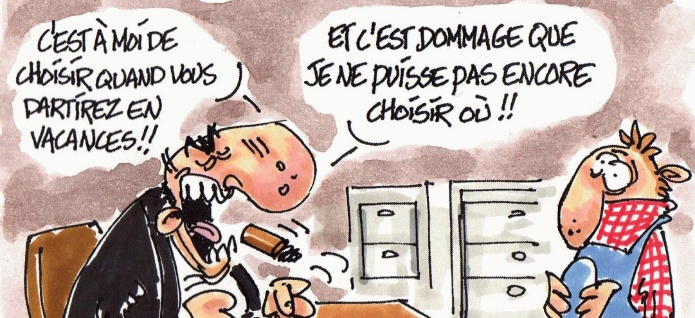 C'EST À MOI DE
CHOISIR QUAND VOUS
PARTIREZ EN
VACANCES!!
ET C'EST DOMMAGE QUE
JE NE PUISSE PAS ENCORE
CHOISIR OÙ!!